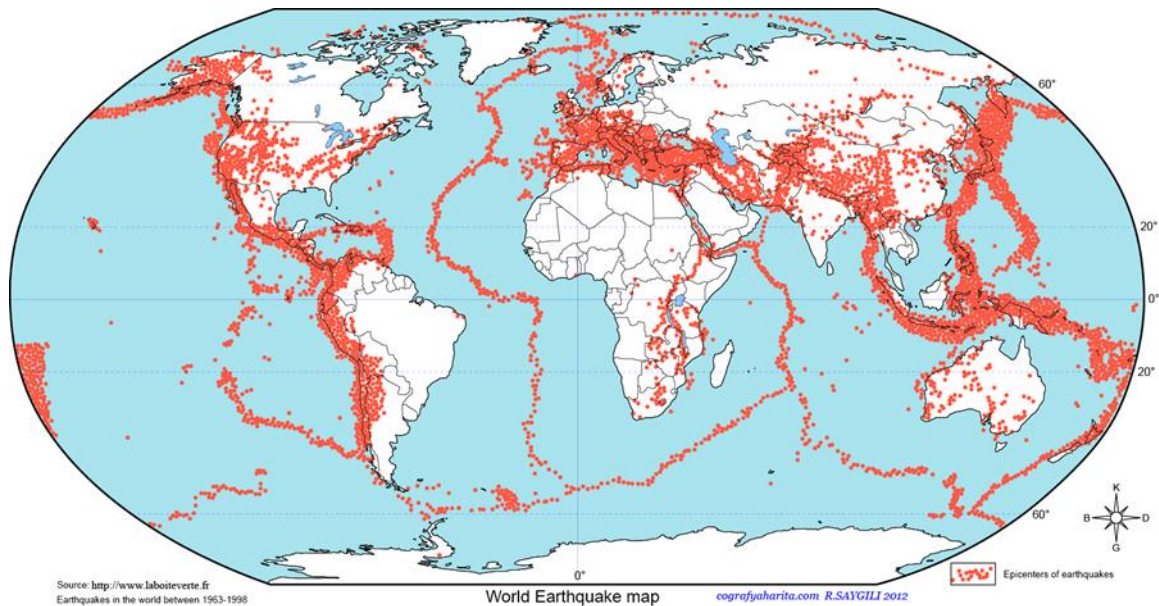 60°
20°
0°
20°
60°
0°
K
B
D
G
Epicenters of earthquakes
Source: http://www.laboiteverte.fr
Earthquakes in the world between 1963-1998
World Earthquake map
cografyaharita.com R.SAYGILI 2012